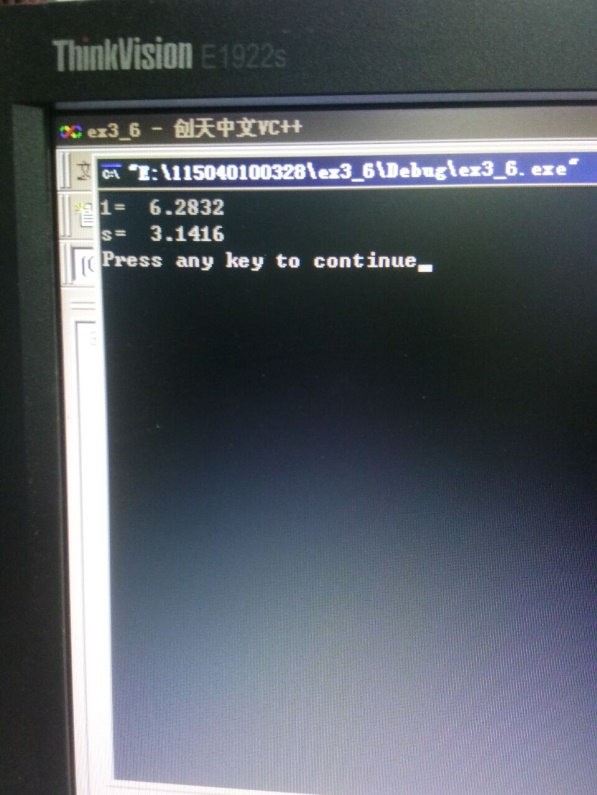 ThinkVision E1922s
ex3_6 - 创天中文VC++
"E:\115040100328\ex3_6\Debug\ex3_6.exe"
l=  6.2832
s=  3.1416
Press any key to continue_